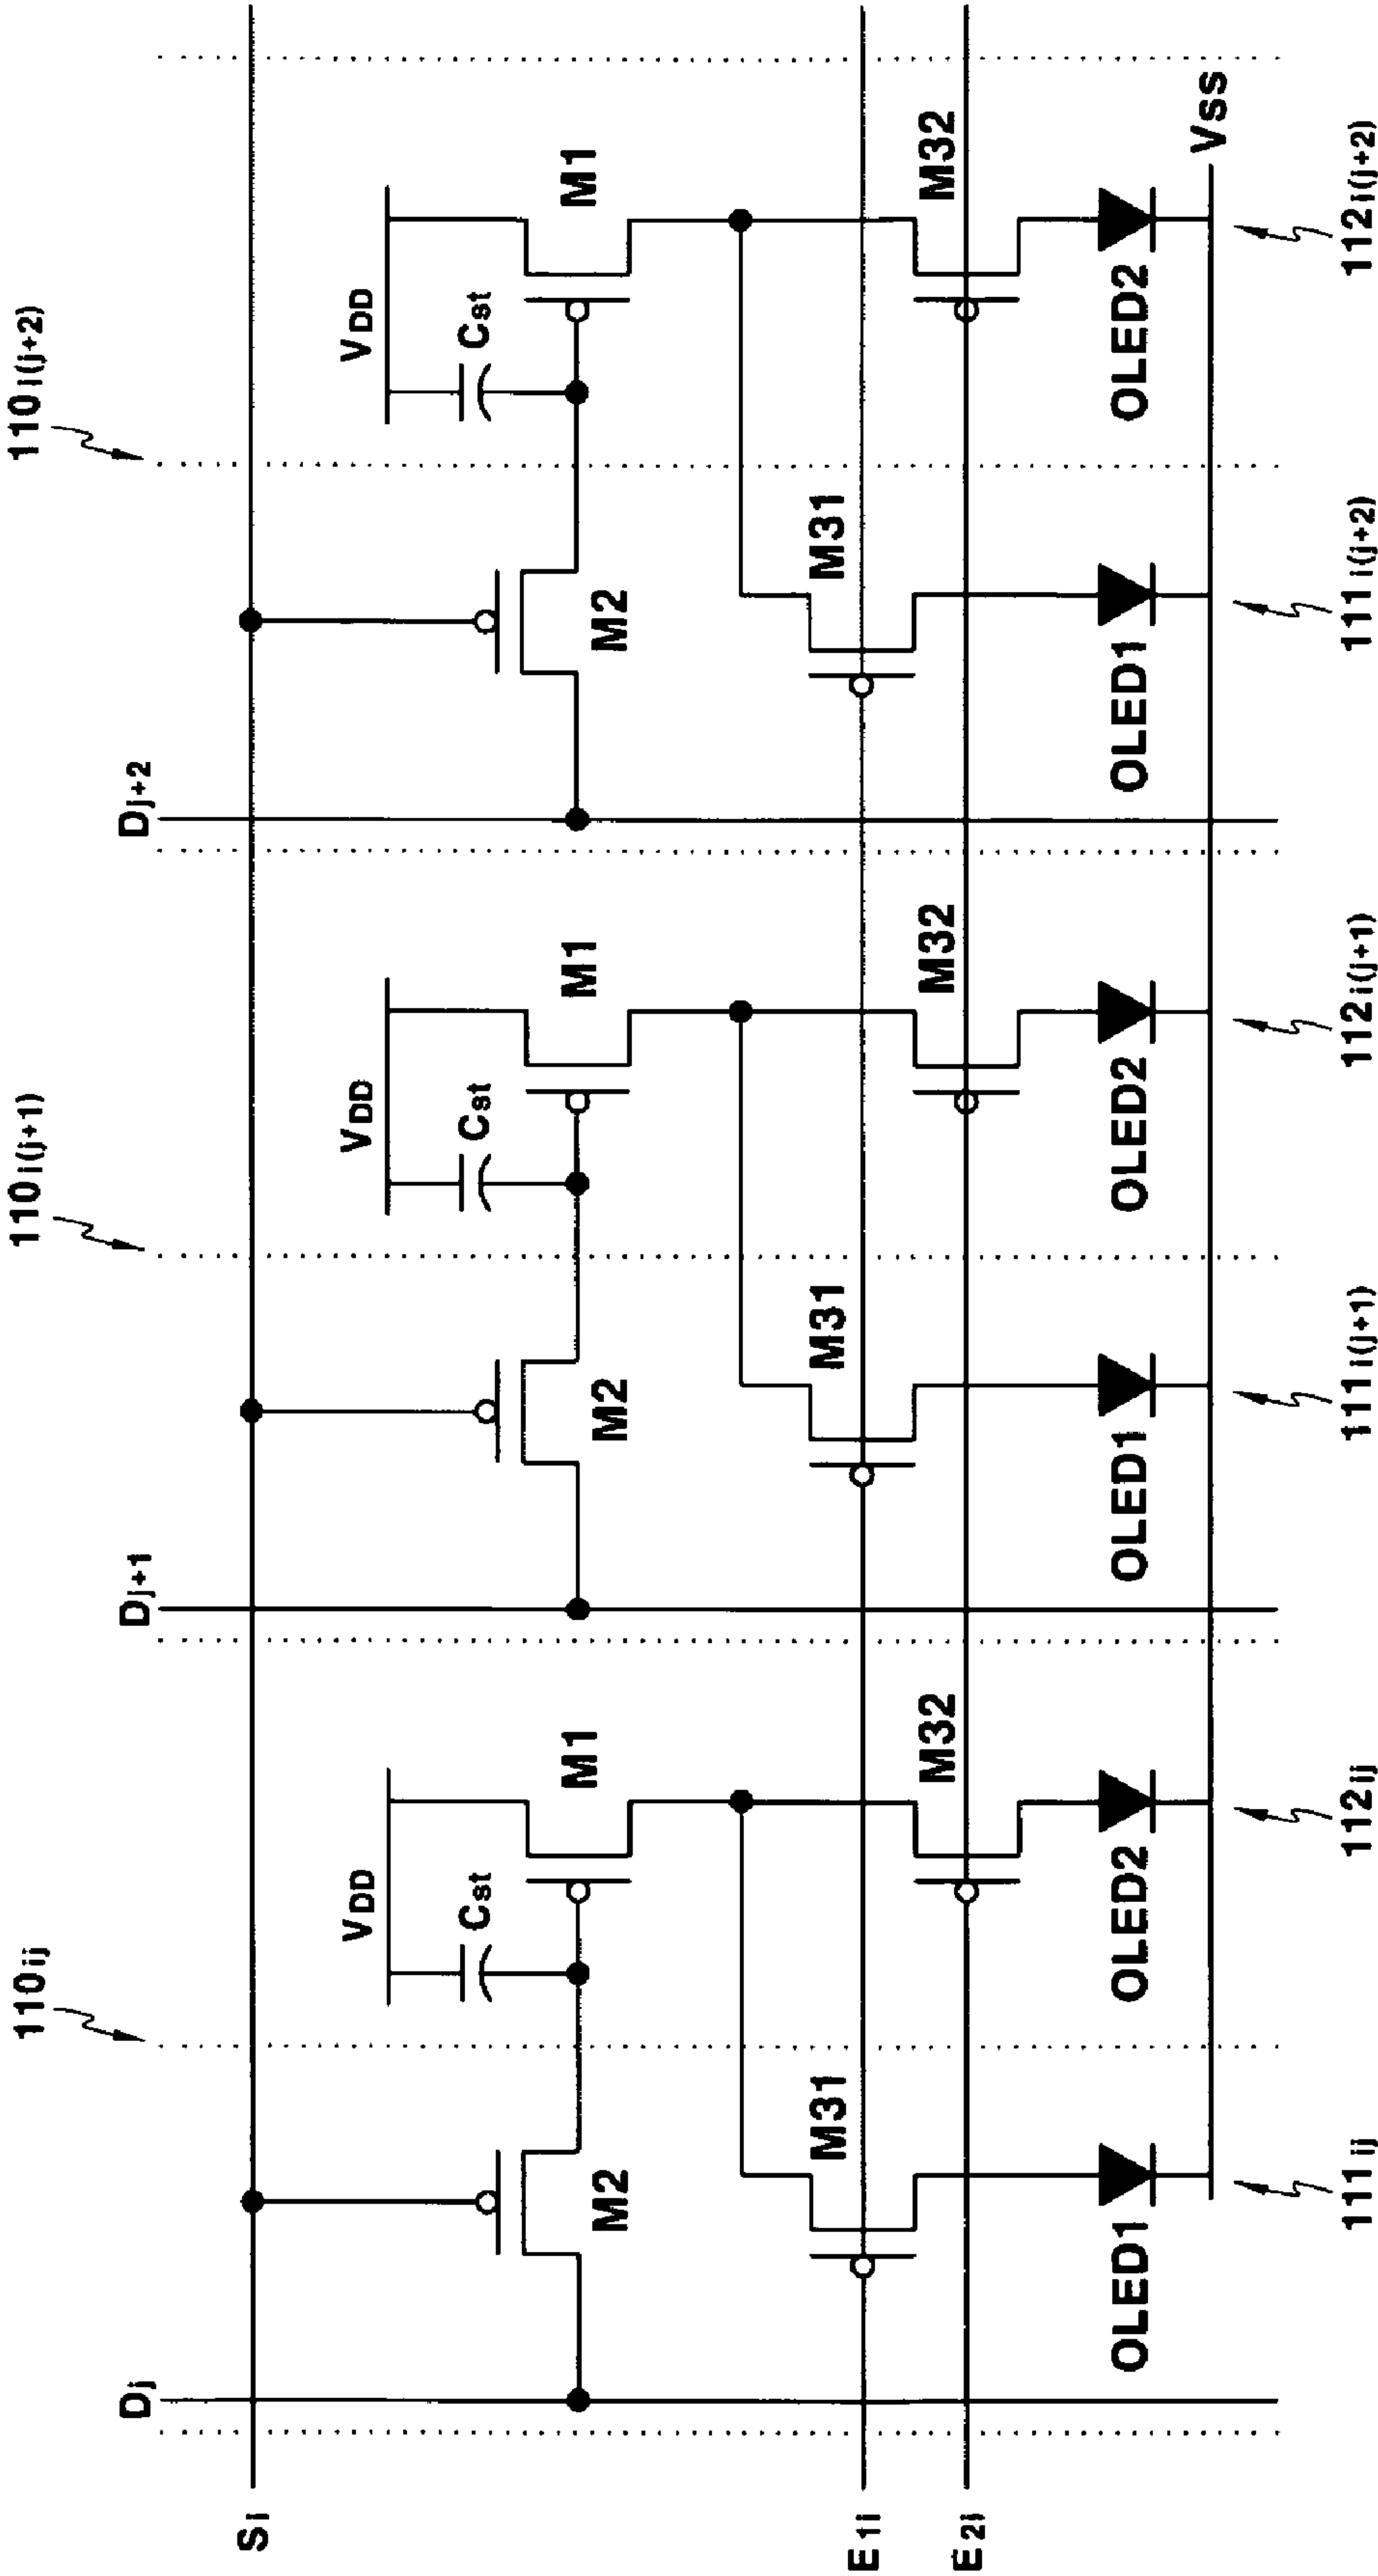 110ij 110i(j+1) 110i(j+2)
Dj Dj+1 Dj+2
Si
VDD VDD VDD
Cst Cst Cst
M1 M1 M1
M2 M2 M2
M31 M31 M31
E1i
M32 M32 M32
E2i
OLED1 OLED2 OLED1 OLED2 OLED1 OLED2
Vss
111ij 112ij 111i(j+1) 112i(j+1) 111i(j+2) 112i(j+2)